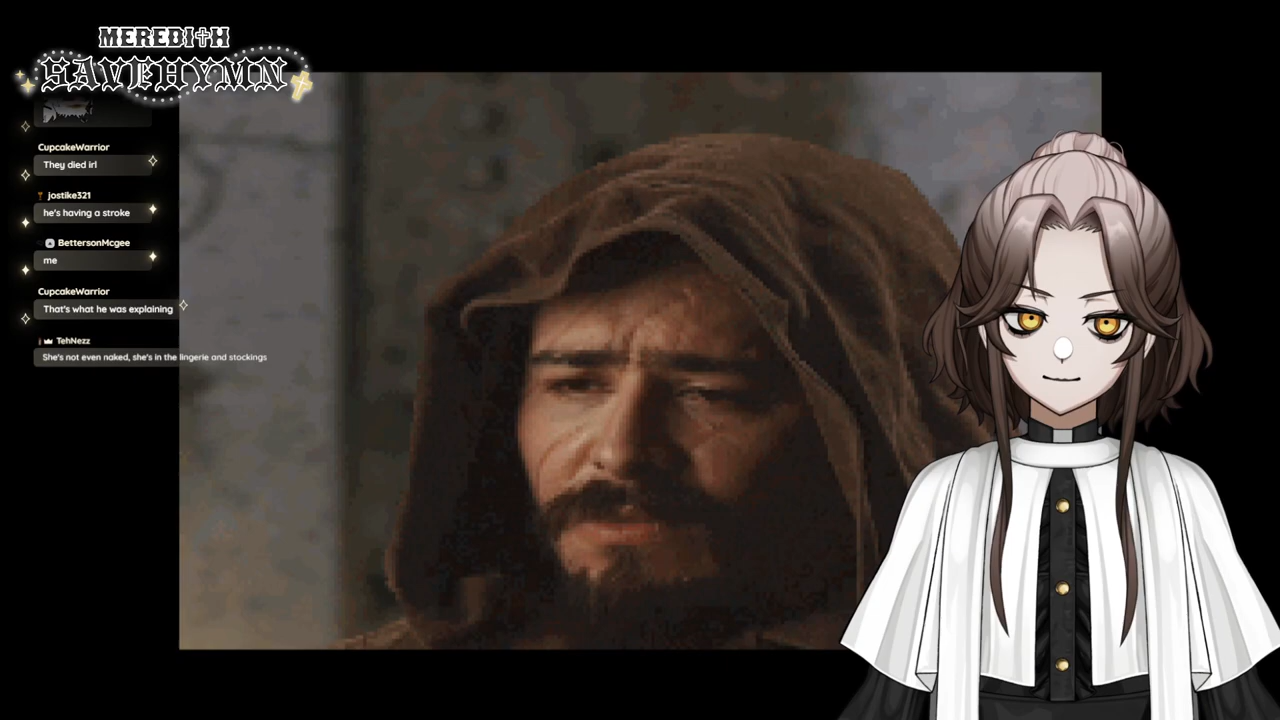 MEREDITH
SAVEHYMN
CupcakeWarrior
They died irl
jostike321
he's having a stroke
BettersonMcgee
me
CupcakeWarrior
That's what he was explaining
TehNezz
She's not even naked, she's in the lingerie and stockings